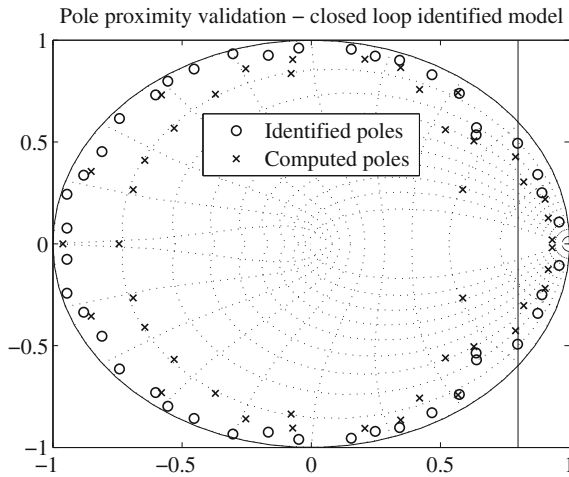 Pole proximity validation – closed loop identified model
1
0.5
0
−0.5
−1
Identified poles
Computed poles
−1 −0.5 0 0.5 1